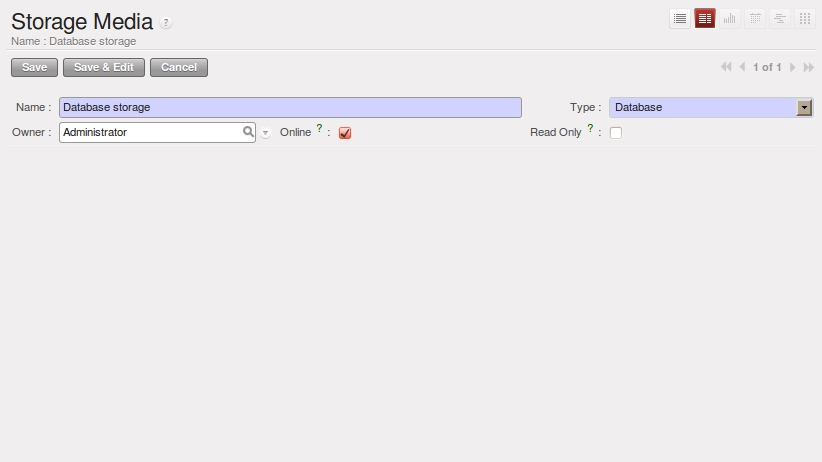 Storage Media ?
Name : Database storage
Save Save & Edit Cancel 1 of 1
Name : Database storage Type : Database
Owner : Administrator Online ? : Read Only ? :